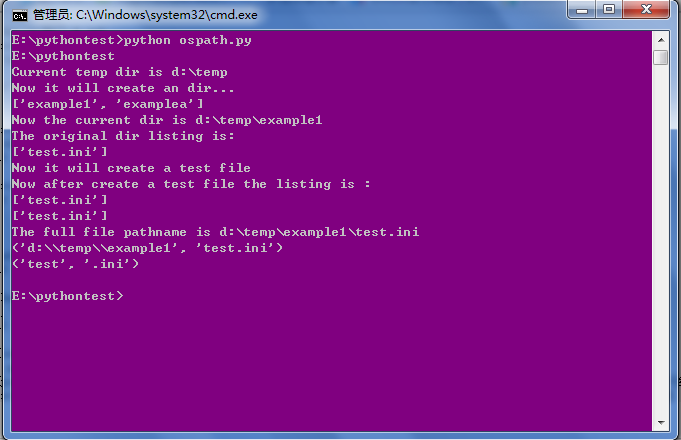 管理员: C:\Windows\system32\cmd.exe
E:\pythontest>python ospath.py
E:\pythontest
Current temp dir is d:\temp
Now it will create an dir...
['example1', 'examplea']
Now the current dir is d:\temp\example1
The original dir listing is:
['test.ini']
Now it will create a test file
Now after create a test file the listing is :
['test.ini']
['test.ini']
The full file pathname is d:\temp\example1\test.ini
('d:\\temp\\example1', 'test.ini')
('test', '.ini')
E:\pythontest>